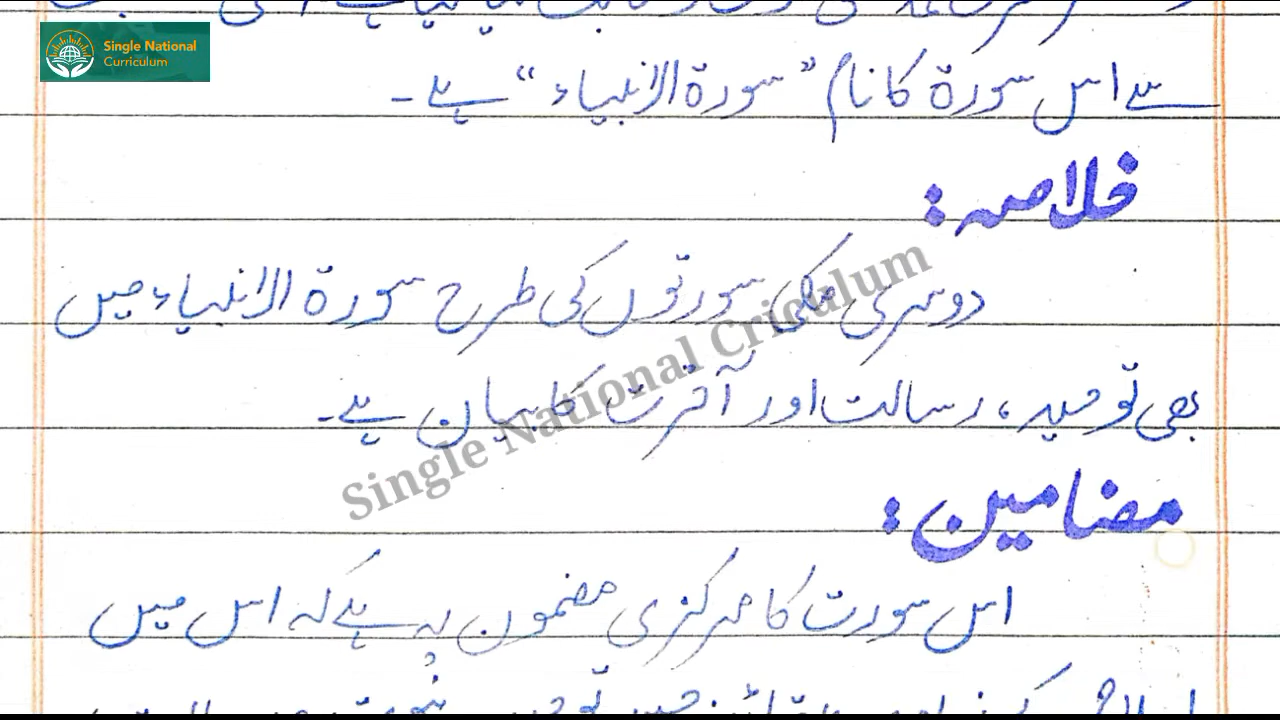 Single National
Curriculum
سے اس سورۃ کا نام ”سورۃ الانبیاء“ ہے۔
خلاصہ:
دوسری مکی سورتوں کی طرح سورۃ الانبیاء میں
بھی توحید، رسالت اور آخرت کا بیان ہے۔
Single National Criculum
مضامین:
اس سورت کا مرکزی مضمون یہ ہے کہ اس میں